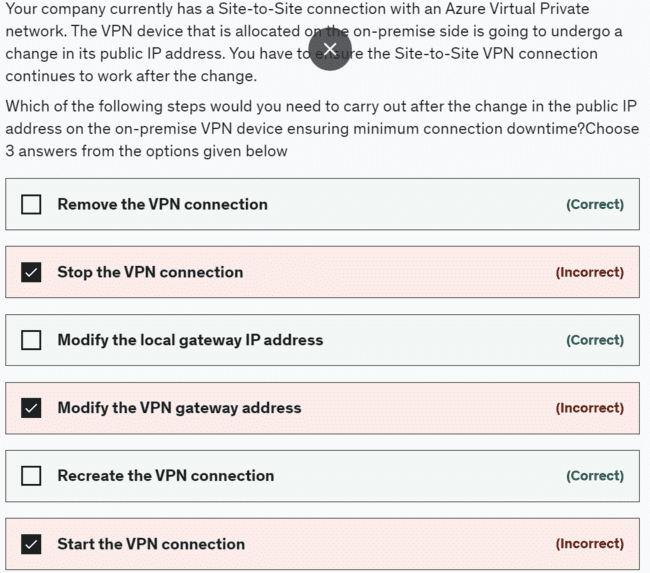 Your company currently has a Site-to-Site connection with an Azure Virtual Private
network. The VPN device that is allocated on the on-premise side is going to undergo a
change in its public IP address. You have to ensure the Site-to-Site VPN connection
continues to work after the change.
Which of the following steps would you need to carry out after the change in the public IP
address on the on-premise VPN device ensuring minimum connection downtime?Choose
3 answers from the options given below
Remove the VPN connection (Correct)
Stop the VPN connection (Incorrect)
Modify the local gateway IP address (Correct)
Modify the VPN gateway address (Incorrect)
Recreate the VPN connection (Correct)
Start the VPN connection (Incorrect)